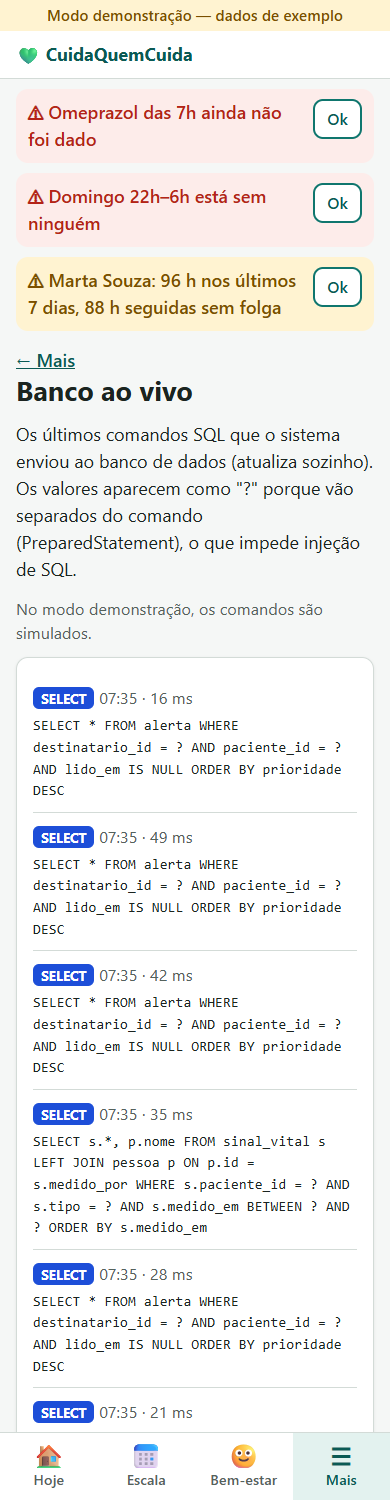 Modo demonstração — dados de exemplo
CuidaQuemCuida
⚠ Omeprazol das 7h ainda não
foi dado
Ok
⚠ Domingo 22h–6h está sem
ninguém
Ok
⚠ Marta Souza: 96 h nos últimos
7 dias, 88 h seguidas sem folga
Ok
← Mais
Banco ao vivo
Os últimos comandos SQL que o sistema
enviou ao banco de dados (atualiza sozinho).
Os valores aparecem como "?" porque vão
separados do comando
(PreparedStatement), o que impede injeção
de SQL.
No modo demonstração, os comandos são
simulados.
SELECT 07:35 · 16 ms
SELECT * FROM alerta WHERE
destinatario_id = ? AND paciente_id = ?
AND lido_em IS NULL ORDER BY prioridade
DESC
SELECT 07:35 · 49 ms
SELECT * FROM alerta WHERE
destinatario_id = ? AND paciente_id = ?
AND lido_em IS NULL ORDER BY prioridade
DESC
SELECT 07:35 · 42 ms
SELECT * FROM alerta WHERE
destinatario_id = ? AND paciente_id = ?
AND lido_em IS NULL ORDER BY prioridade
DESC
SELECT 07:35 · 35 ms
SELECT s.*, p.nome FROM sinal_vital s
LEFT JOIN pessoa p ON p.id =
s.medido_por WHERE s.paciente_id = ? AND
s.tipo = ? AND s.medido_em BETWEEN ? AND
? ORDER BY s.medido_em
SELECT 07:35 · 28 ms
SELECT * FROM alerta WHERE
destinatario_id = ? AND paciente_id = ?
AND lido_em IS NULL ORDER BY prioridade
DESC
SELECT 07:35 · 21 ms
Hoje
Escala
Bem-estar
Mais